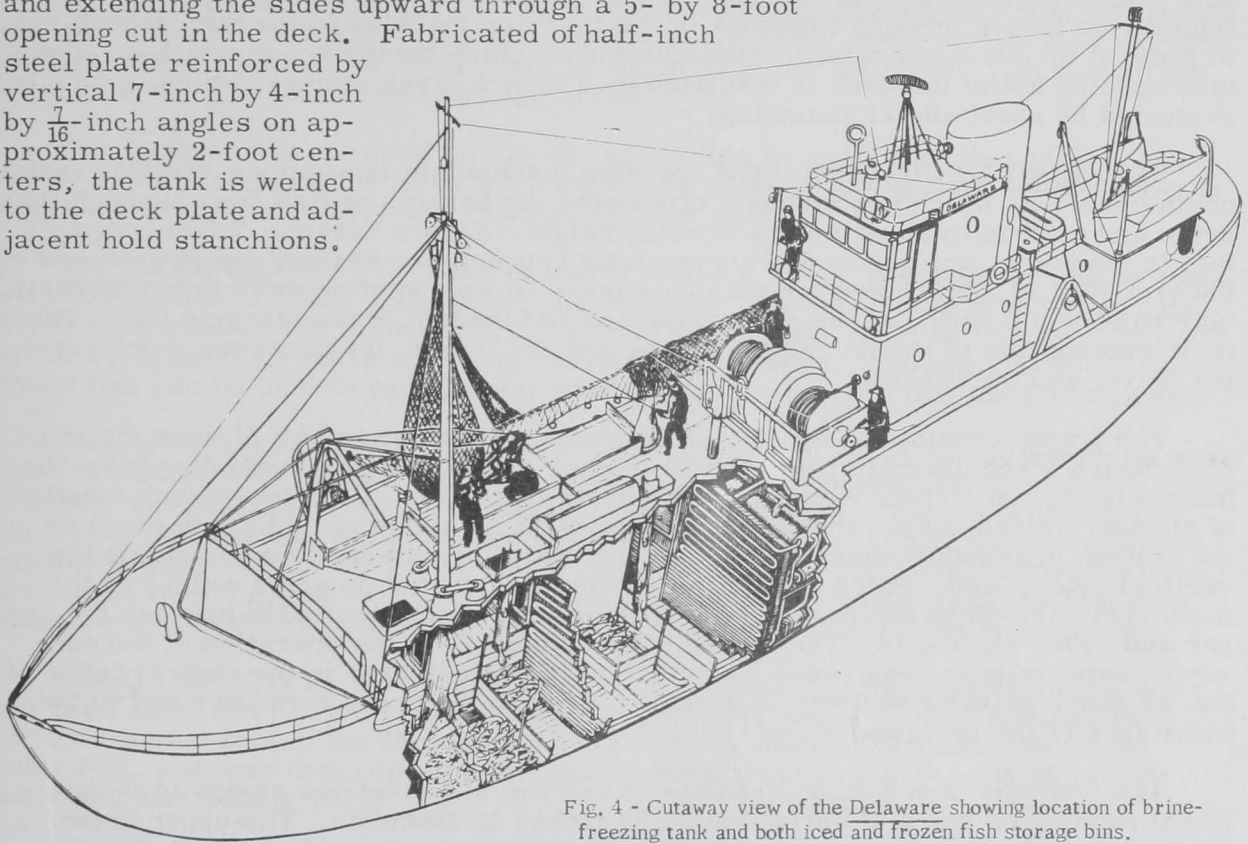 and extending the sides upward through a 5- by 8-foot
opening cut in the deck. Fabricated of half-inch
steel plate reinforced by
vertical 7-inch by 4-inch
by 7/16-inch angles on ap-
proximately 2-foot cen-
ters, the tank is welded
to the deck plate and ad-
jacent hold stanchions.
DELAWARE
Fig. 4 - Cutaway view of the Delaware showing location of brine-
freezing tank and both iced and frozen fish storage bins.